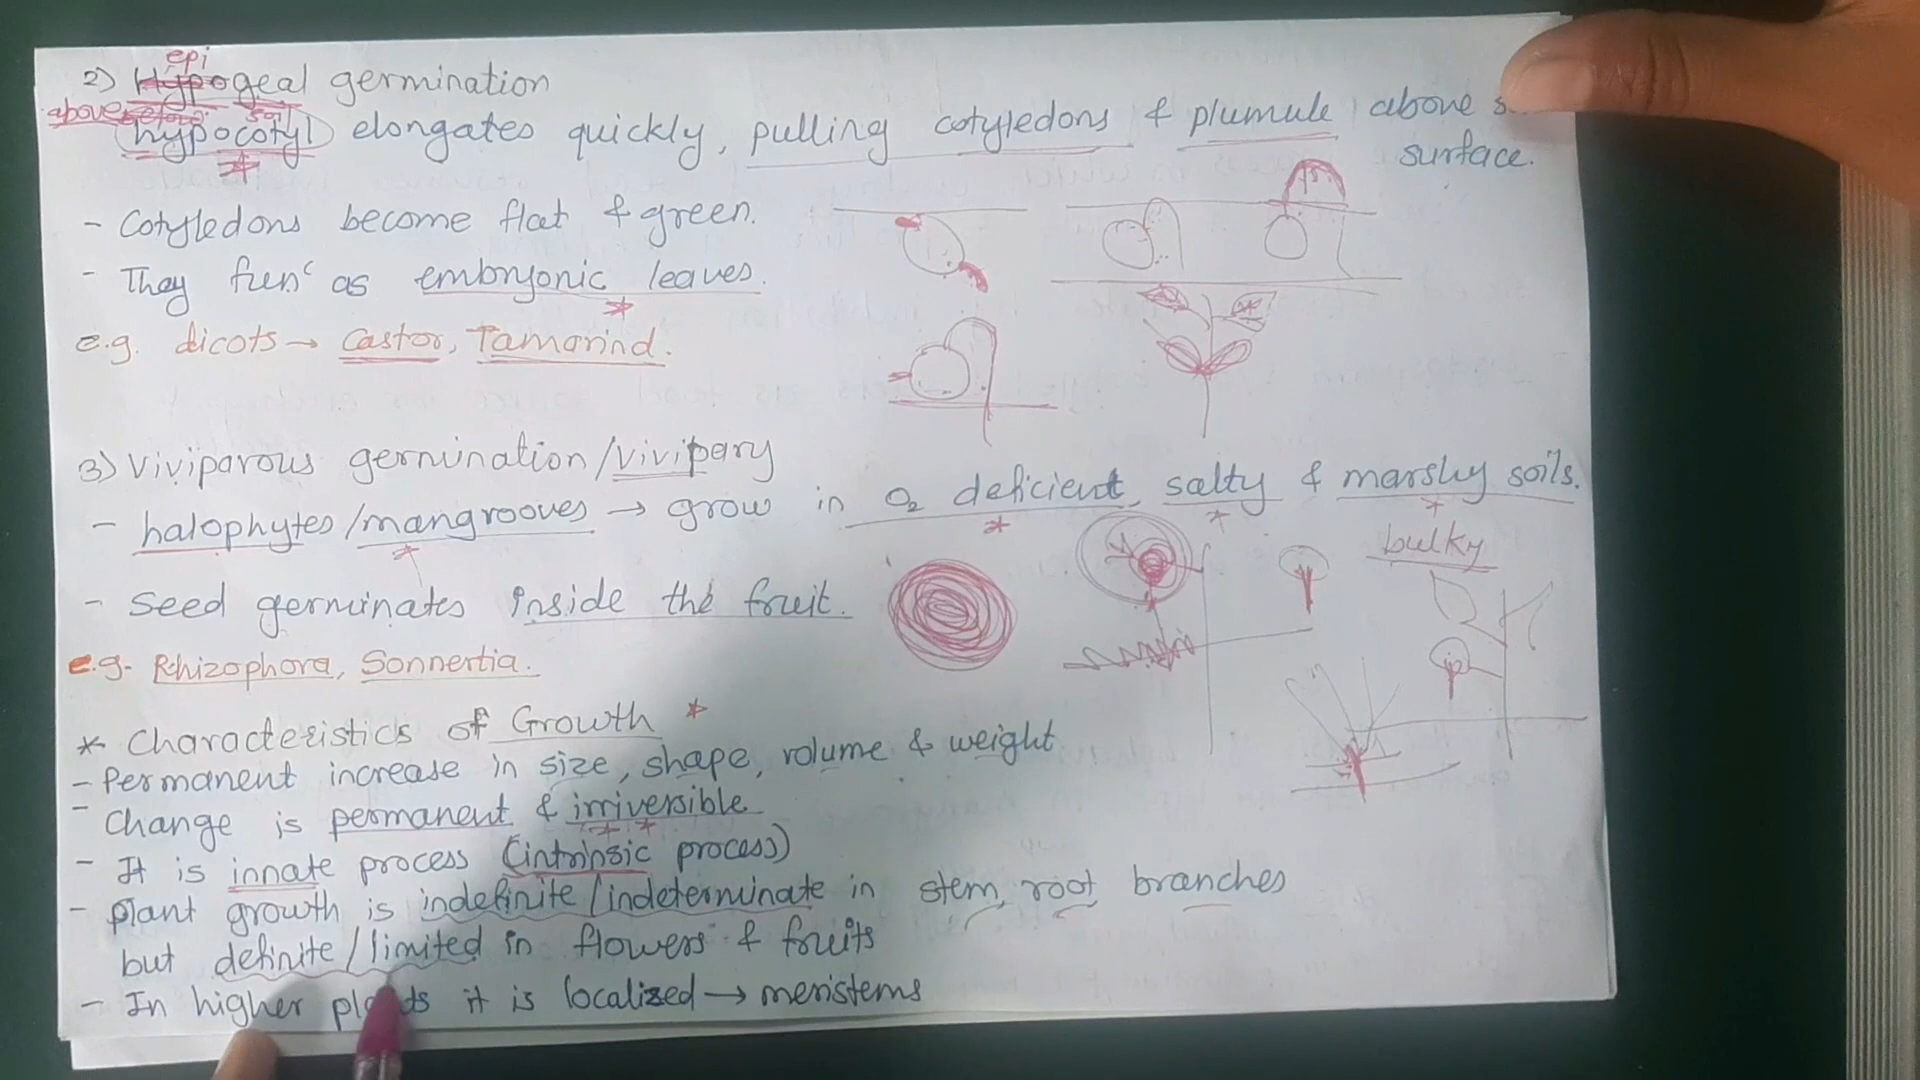 epi
2) Hypogeal germination
above soil
hypocotyl elongates quickly, pulling cotyledons & plumule above
surface.
- Cotyledons become flat & green.
- They func as embryonic leaves.
e.g. dicots → Castor, Tamarind.
3) Viviparous germination/vivipary
- halophytes/mangrooves → grow in O2 deficient, salty & marshy soils.
bulky
- Seed germinates inside the fruit.
e.g. Rhizophora, Sonnertia.
* Characteristics of Growth *
- Permanent increase in size, shape, volume & weight
- Change is permanent & irriversible
- It is innate process (intrinsic process)
- plant growth is indefinite/indeterminate in stem, root, branches
but definite/limited in flowers & fruits
- In higher plants it is localized → meristems